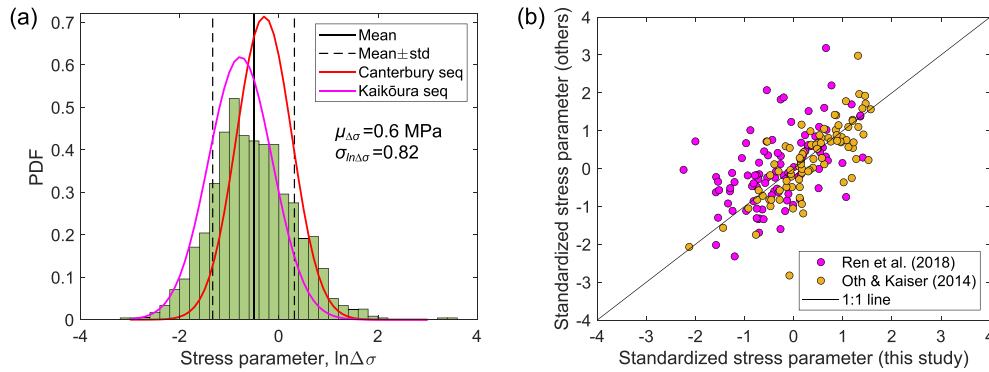 (a)
0.7
0.6
0.5
0.4
0.3
0.2
0.1
0
PDF
-4
-2
0
2
4
Stress parameter, lnΔσ
Mean
Mean±std
Canterbury seq
Kaikōura seq
μΔσ=0.6 MPa
σlnΔσ=0.82
(b)
4
3
2
1
0
-1
-2
-3
-4
Standardized stress parameter (others)
-4
-3
-2
-1
0
1
2
3
4
Standardized stress parameter (this study)
Ren et al. (2018)
Oth & Kaiser (2014)
1:1 line